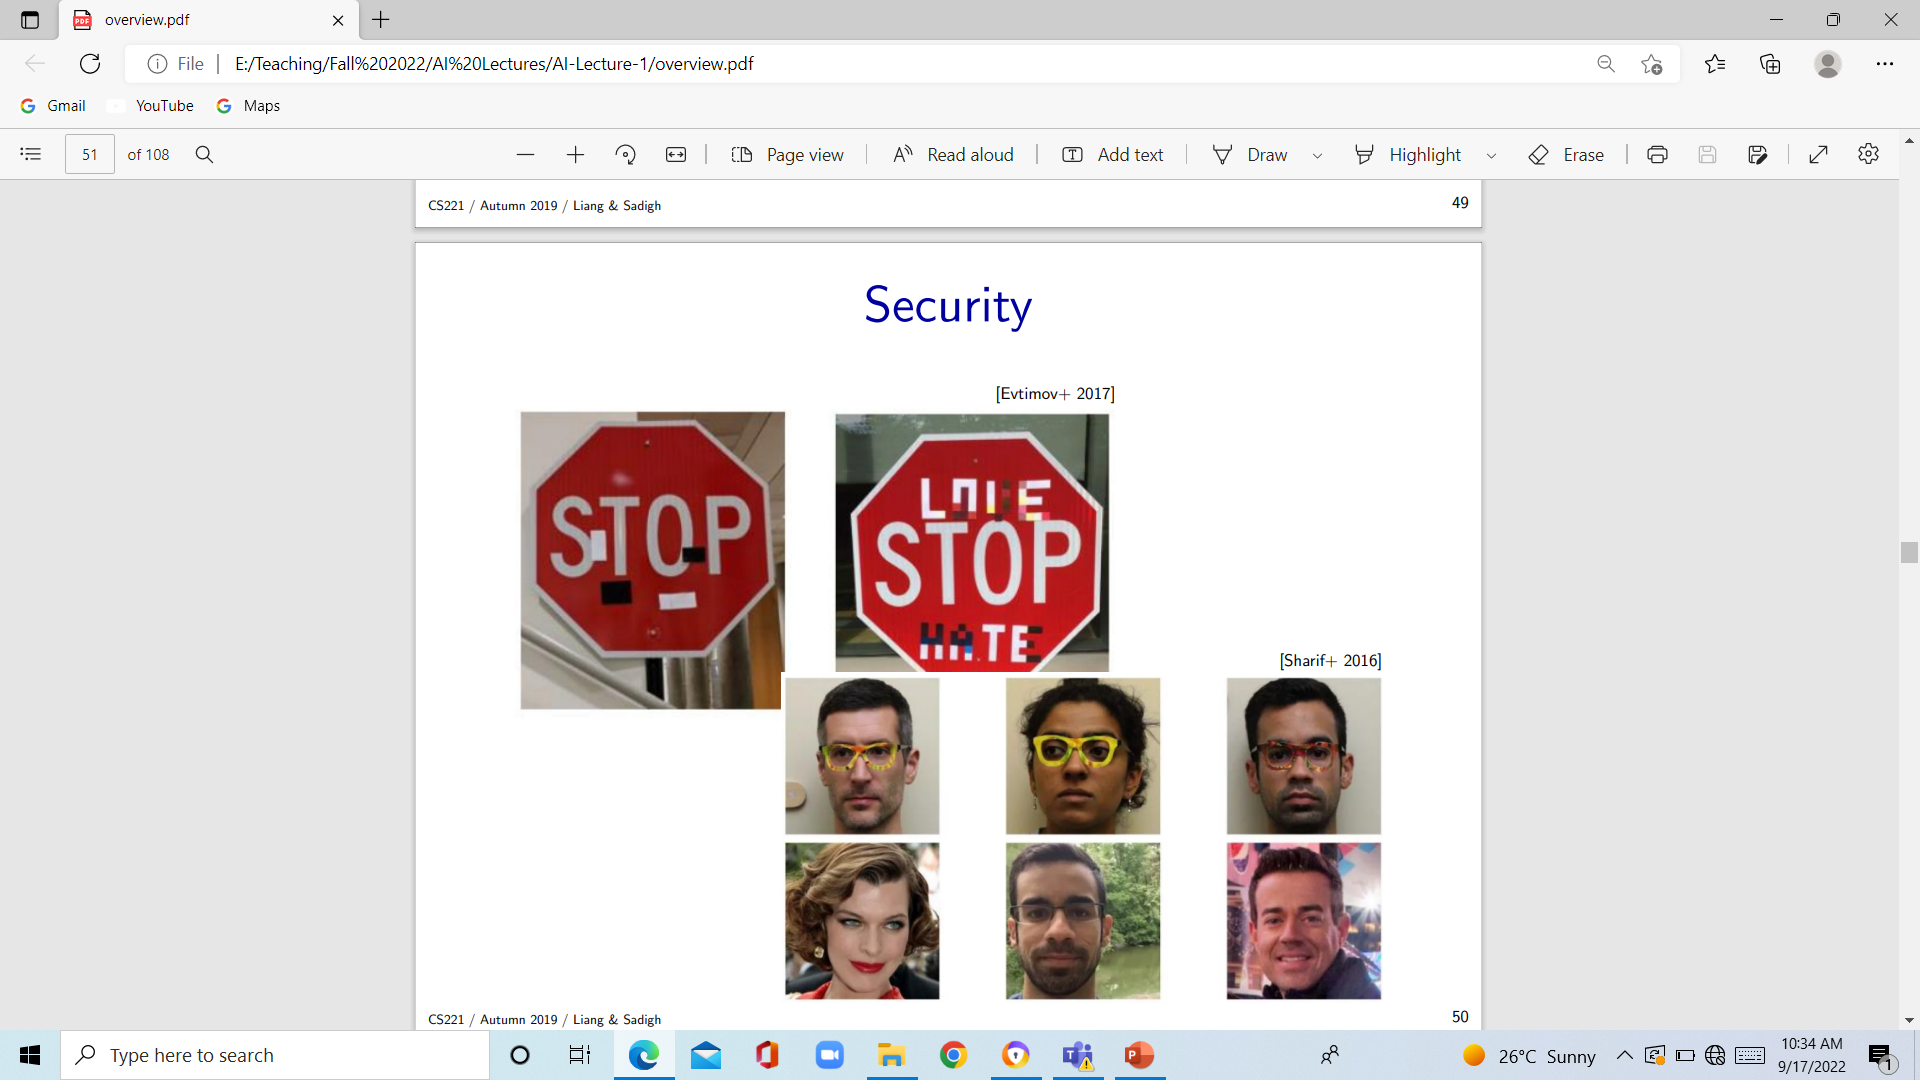 overview.pdf
File
E:/Teaching/Fall%202022/AI%20Lectures/AI-Lecture-1/overview.pdf
Gmail
YouTube
Maps
51
of 108
Page view
Read aloud
Add text
Draw
Highlight
Erase
CS221 / Autumn 2019 / Liang & Sadigh
49
Security
[Evtimov+ 2017]
STOP
LOVE
STOP
HATE
[Sharif+ 2016]
CS221 / Autumn 2019 / Liang & Sadigh
50
Type here to search
26°C Sunny
10:34 AM
9/17/2022
1